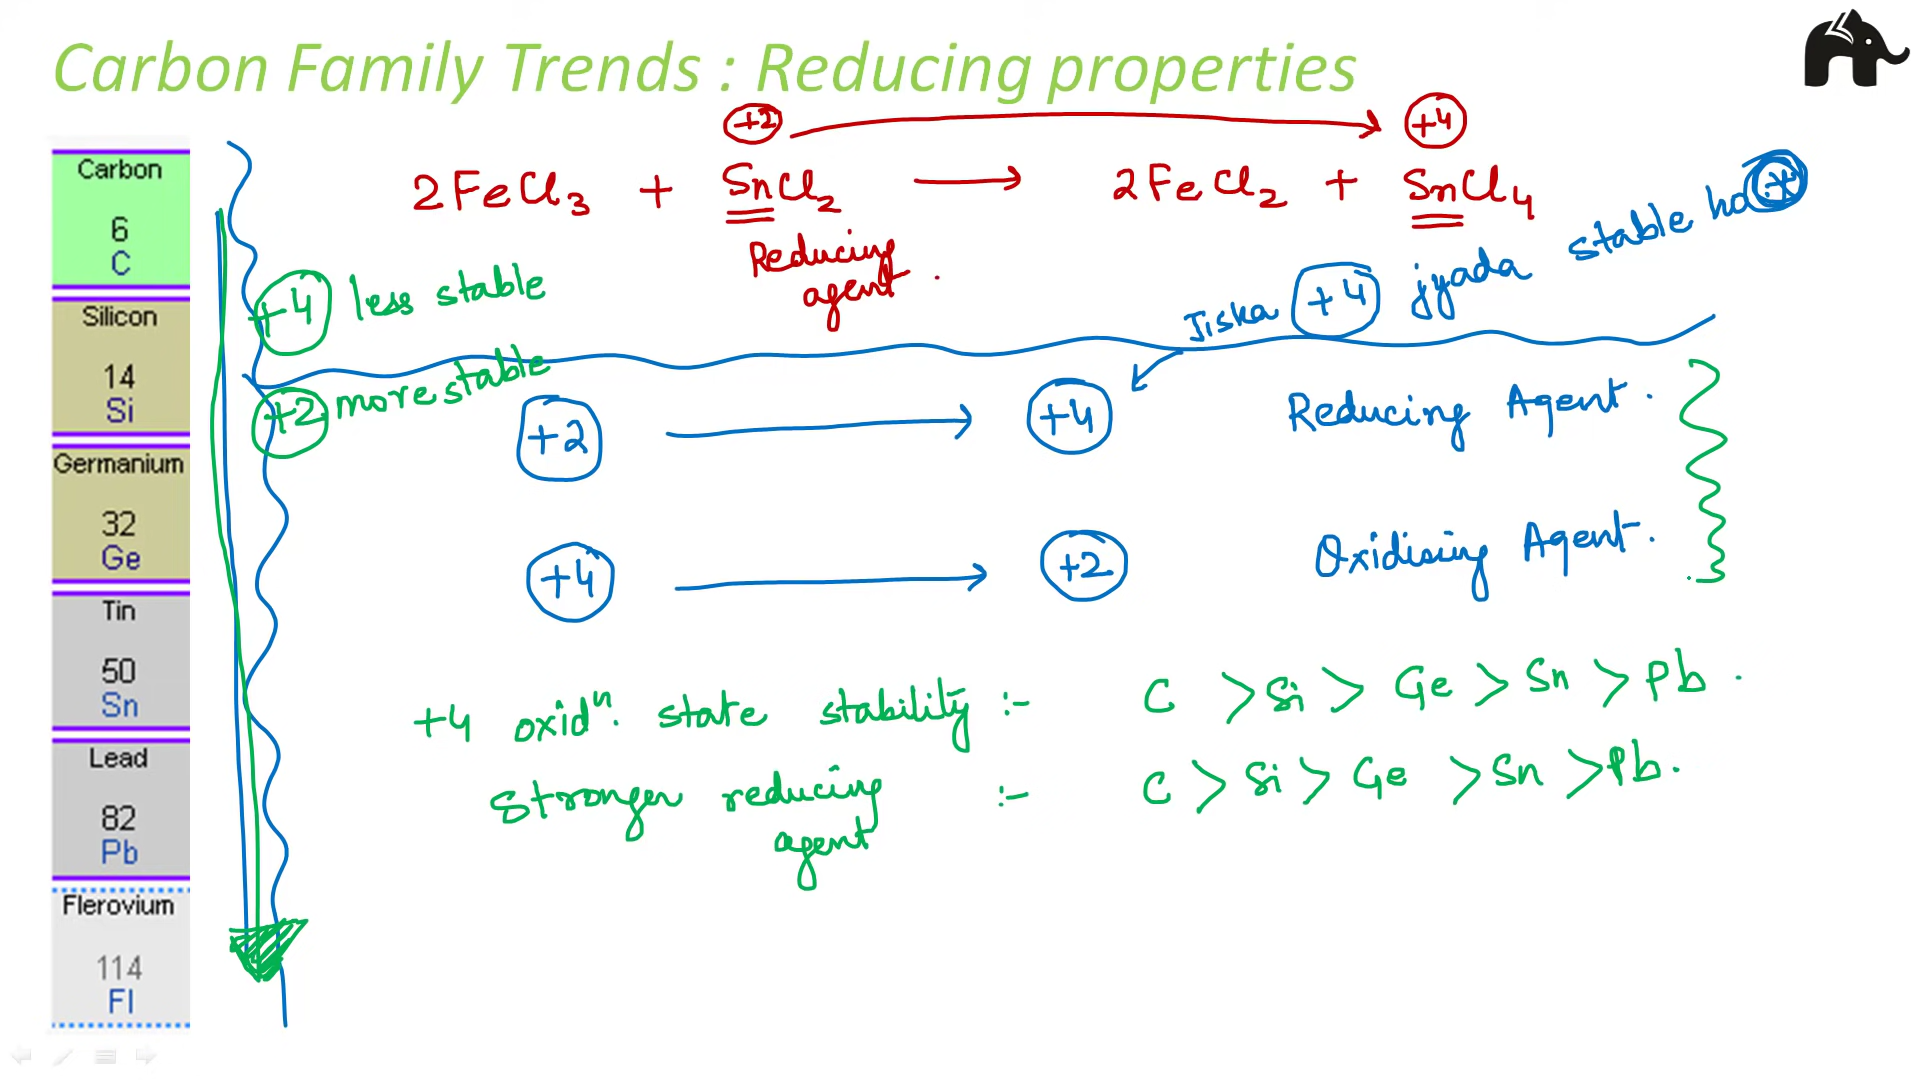 Carbon Family Trends : Reducing properties
+2
+4
2FeCl3 + SnCl2 → 2FeCl2 + SnCl4
Reducing
agent.
Jiska +4 jyada stable ho
+4 less stable
+2 more stable
+2 → +4 Reducing Agent.
+4 → +2 Oxidising Agent.
+4 oxidn. state stability :- C > Si > Ge > Sn > Pb.
Stronger reducing :- C > Si > Ge > Sn > Pb.
agent
Carbon
6
C
Silicon
14
Si
Germanium
32
Ge
Tin
50
Sn
Lead
82
Pb
Flerovium
114
Fl